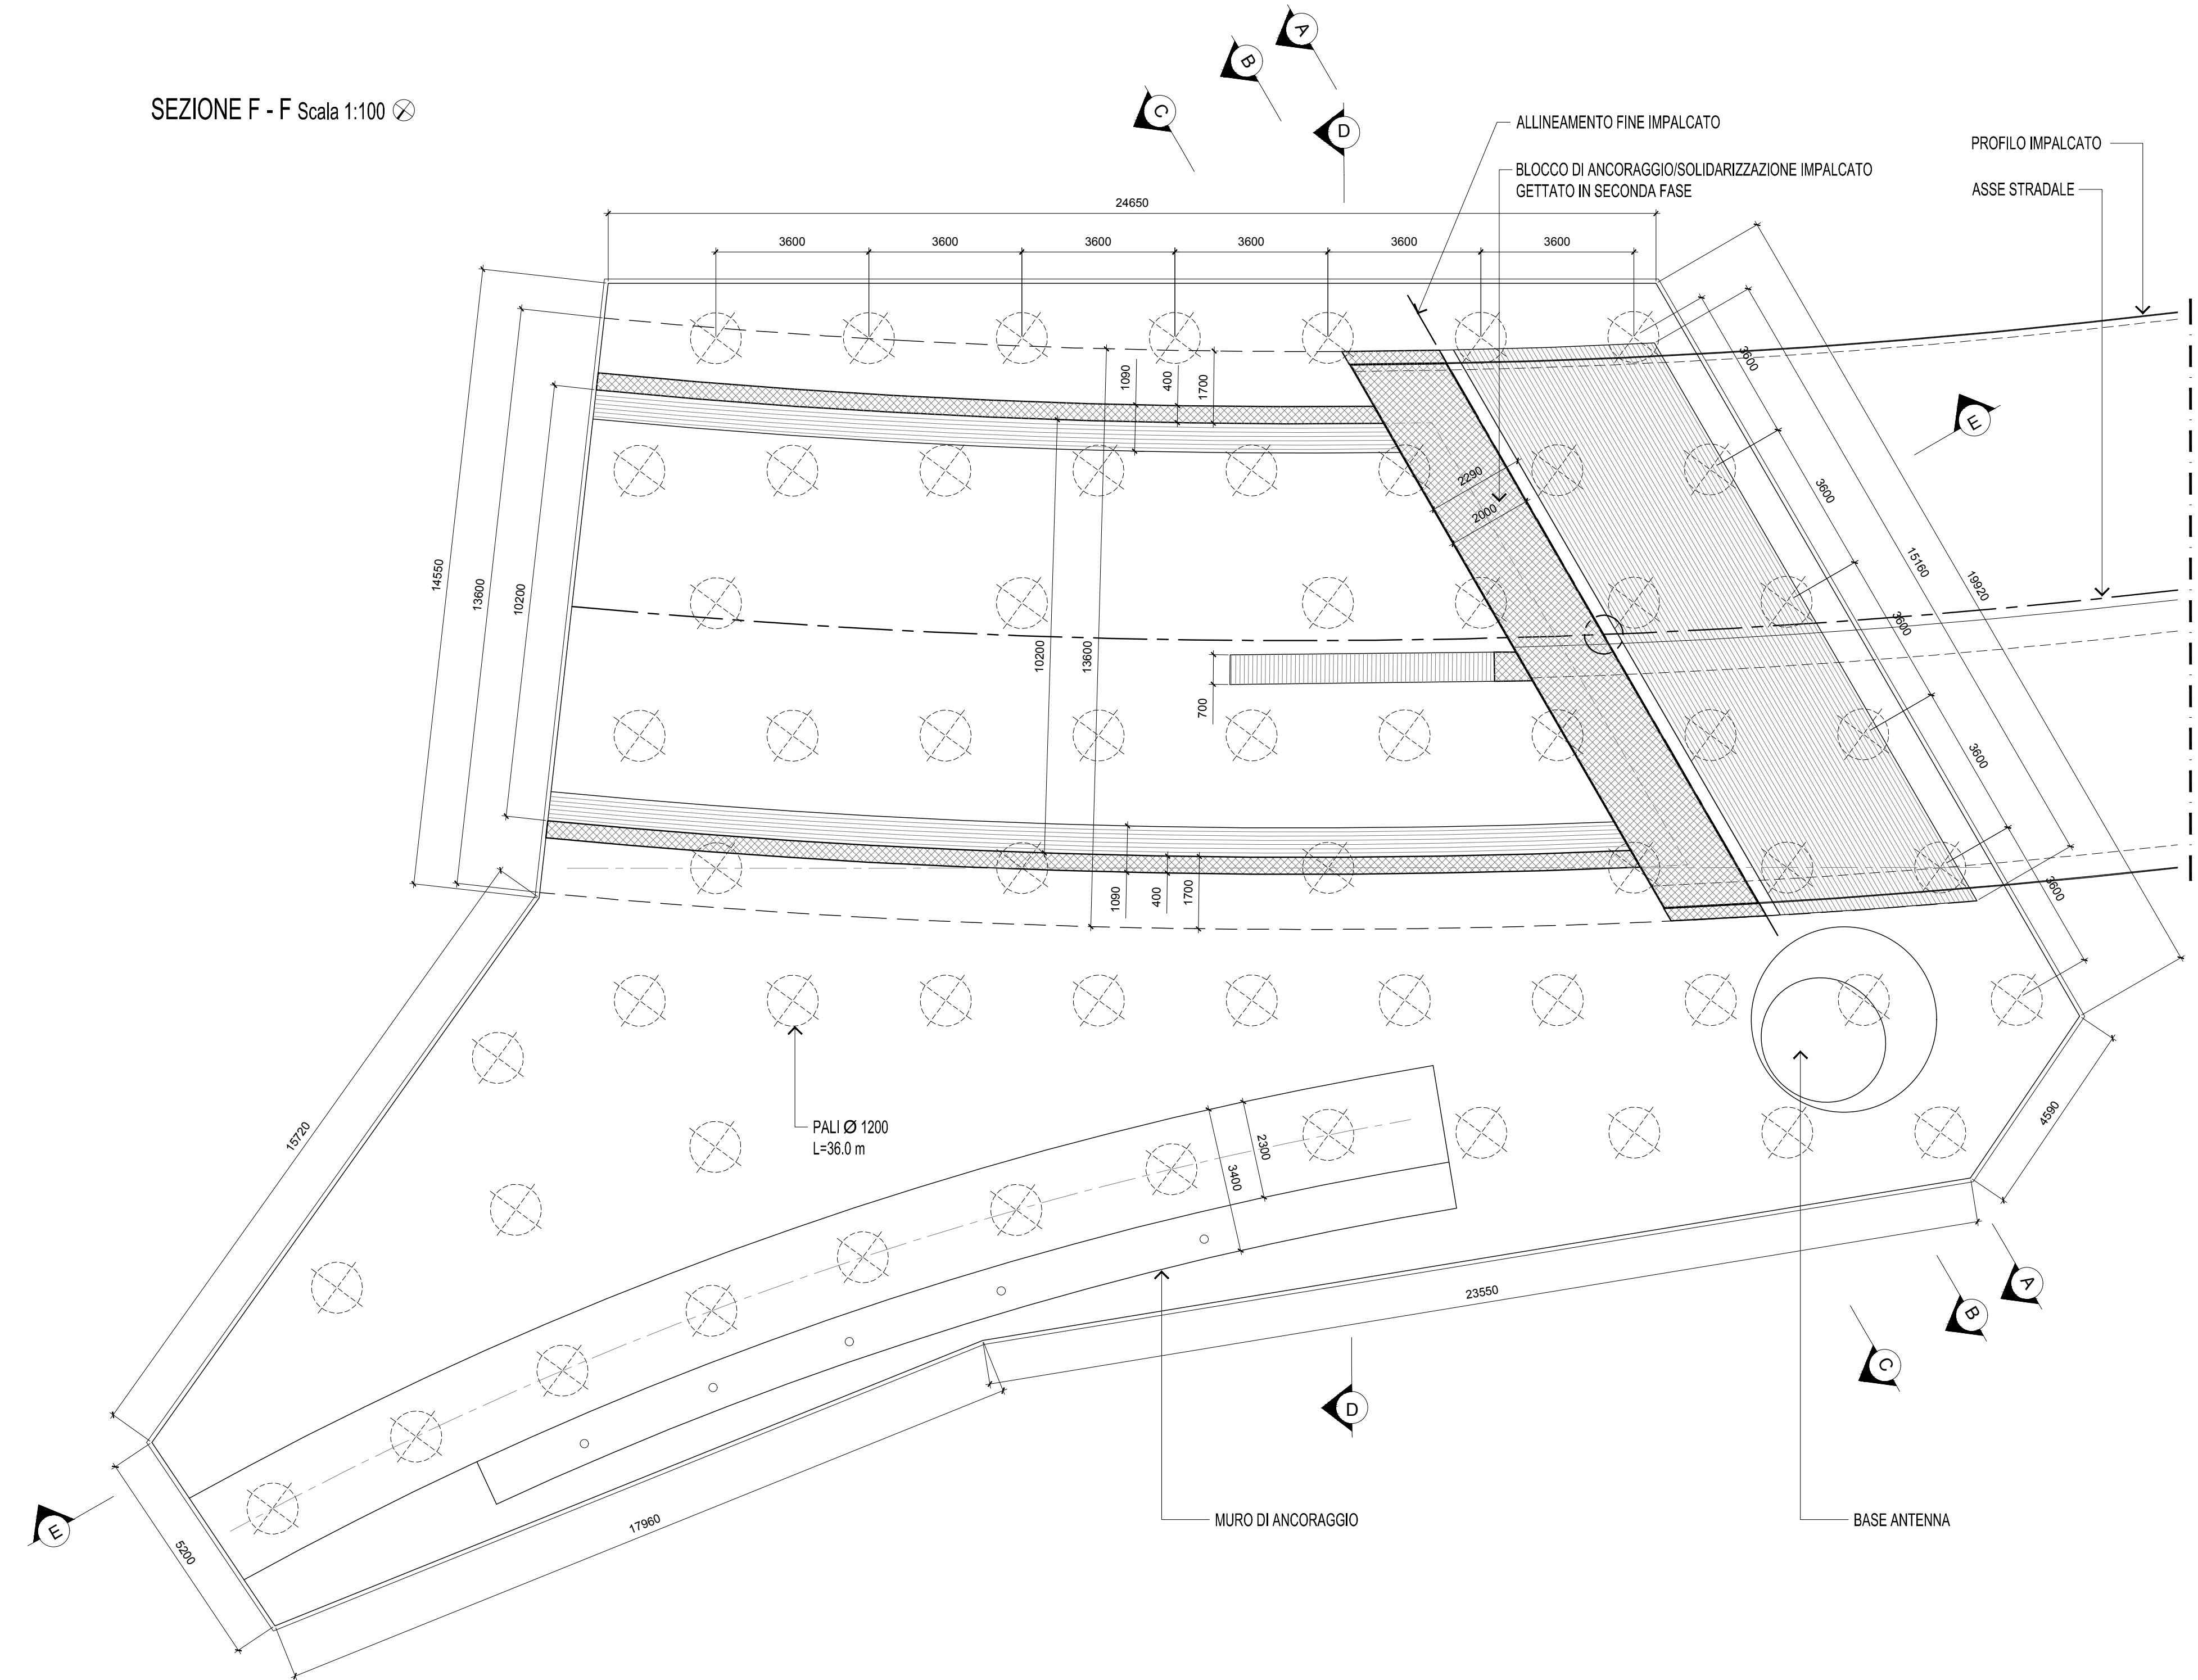 A
B
C
D
SEZIONE F - F Scala 1:100
ALLINEAMENTO FINE IMPALCATO
PROFILO IMPALCATO
BLOCCO DI ANCORAGGIO/SOLIDARIZZAZIONE IMPALCATO
GETTATO IN SECONDA FASE
ASSE STRADALE
24650
3600
3600
3600
3600
3600
3600
3600
3600
3600
3600
3600
3600
15160
19920
E
1090
400
1700
2290
2000
14550
13600
10200
10200
13600
700
1090
400
1700
15720
PALI Ø 1200
L=36.0 m
2300
3400
4590
23550
A
B
C
D
MURO DI ANCORAGGIO
BASE ANTENNA
17960
5200
E